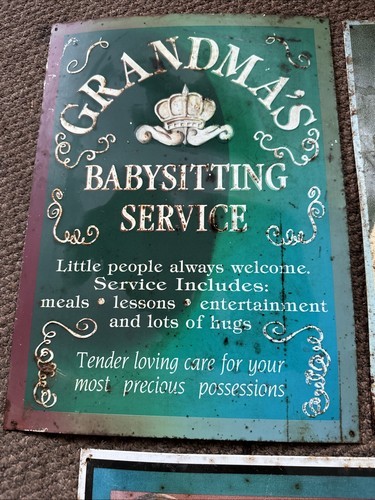 GRANDMA'S
BABYSITTING
SERVICE
Little people always welcome.
Service Includes:
meals • lessons • entertainment
and lots of hugs
Tender loving care for your
most precious possessions